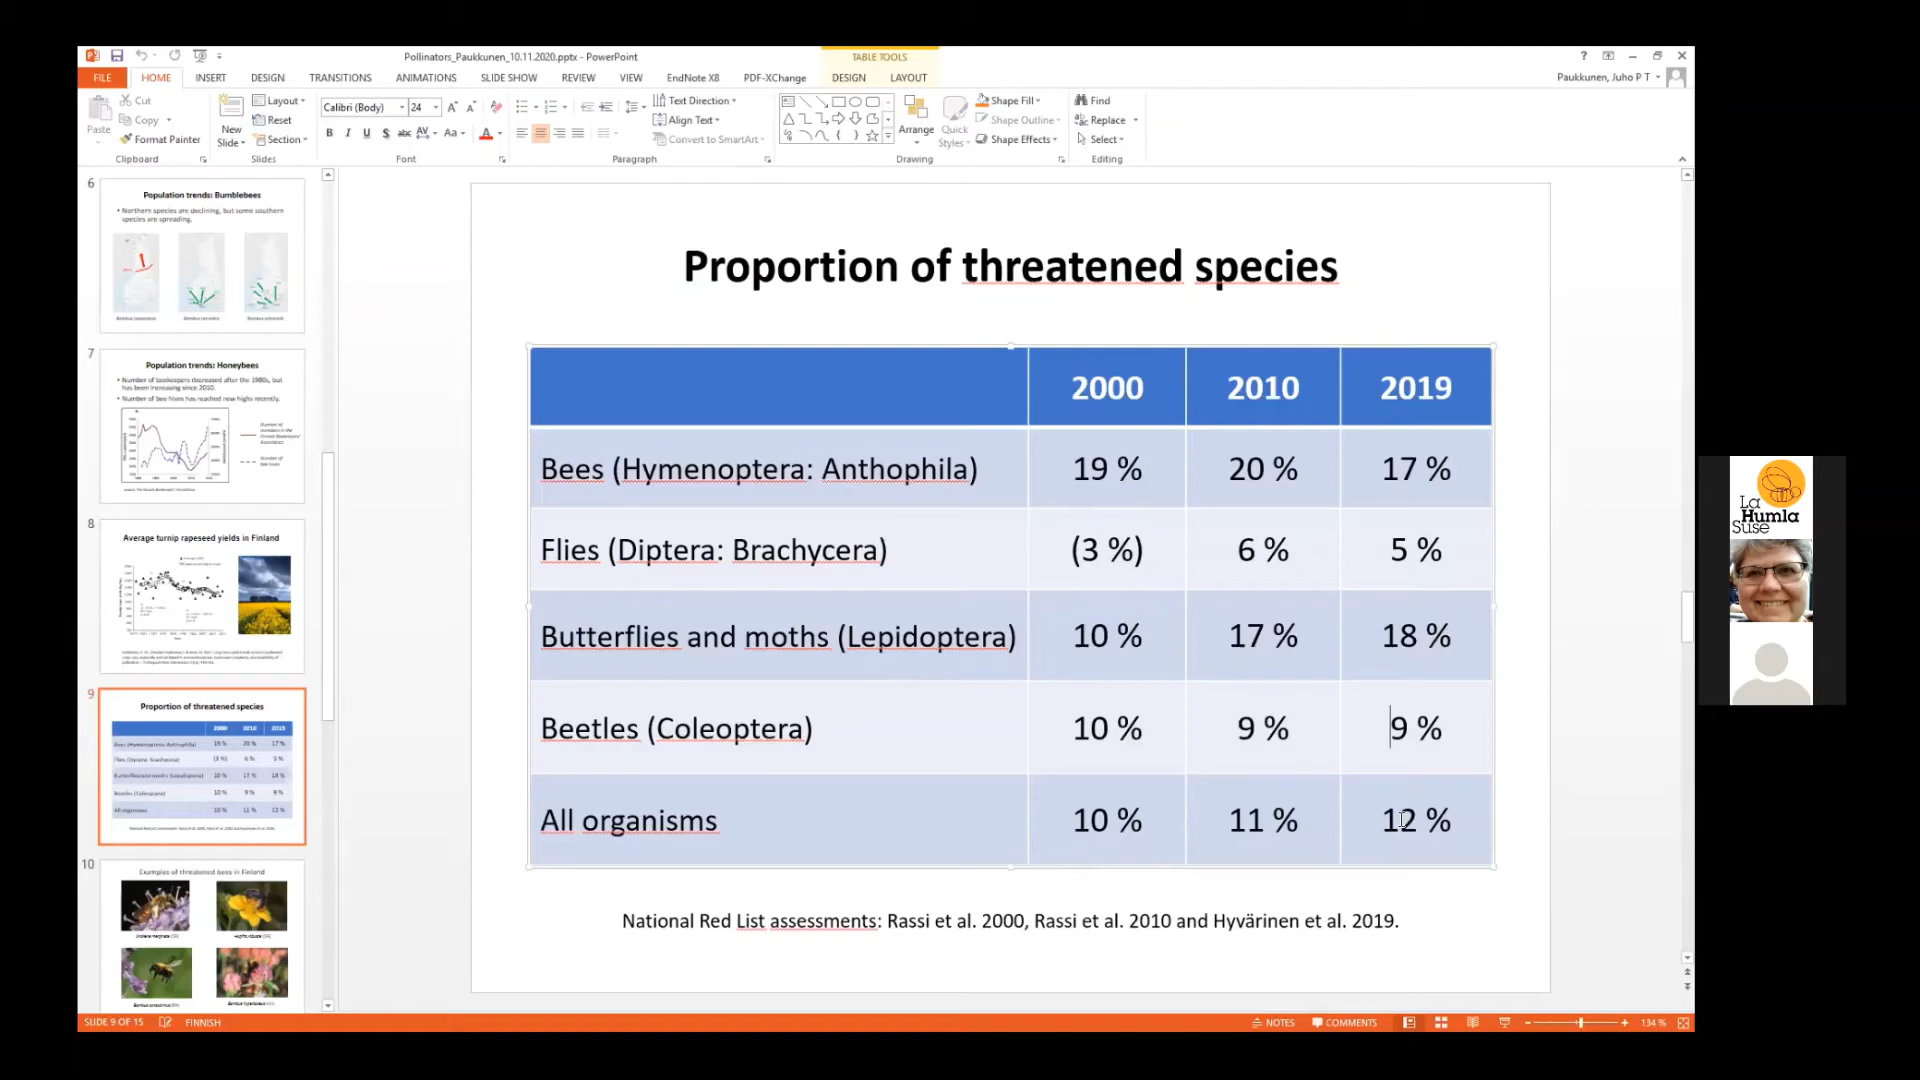 Pollinators_Paukkunen_10.11.2020.pptx - PowerPoint
TABLE TOOLS
FILE HOME INSERT DESIGN TRANSITIONS ANIMATIONS SLIDE SHOW REVIEW VIEW EndNote X8 PDF-XChange DESIGN LAYOUT
Paukkunen, Juho P T
Paste
Cut
Copy
Format Painter
Clipboard
New Slide
Layout
Reset
Section
Slides
Calibri (Body) 24
Font
Text Direction
Align Text
Convert to SmartArt
Paragraph
Arrange
Quick Styles
Shape Fill
Shape Outline
Shape Effects
Drawing
Find
Replace
Select
Editing
6
Population trends: Bumblebees
• Northern species are declining, but some southern
species are spreading.
7
Population trends: Honeybees
• Number of beekeepers decreased after the 1980s, but
has been increasing since 2010.
• Number of bee hives has reached new highs recently.
8
Average turnip rapeseed yields in Finland
9
Proportion of threatened species
10
Examples of threatened bees in Finland
Proportion of threatened species
2000 2010 2019
Bees (Hymenoptera: Anthophila) 19 % 20 % 17 %
Flies (Diptera: Brachycera) (3 %) 6 % 5 %
Butterflies and moths (Lepidoptera) 10 % 17 % 18 %
Beetles (Coleoptera) 10 % 9 % 9 %
All organisms 10 % 11 % 12 %
National Red List assessments: Rassi et al. 2000, Rassi et al. 2010 and Hyvärinen et al. 2019.
La
Humla
Suse
SLIDE 9 OF 15 FINNISH NOTES COMMENTS 134 %